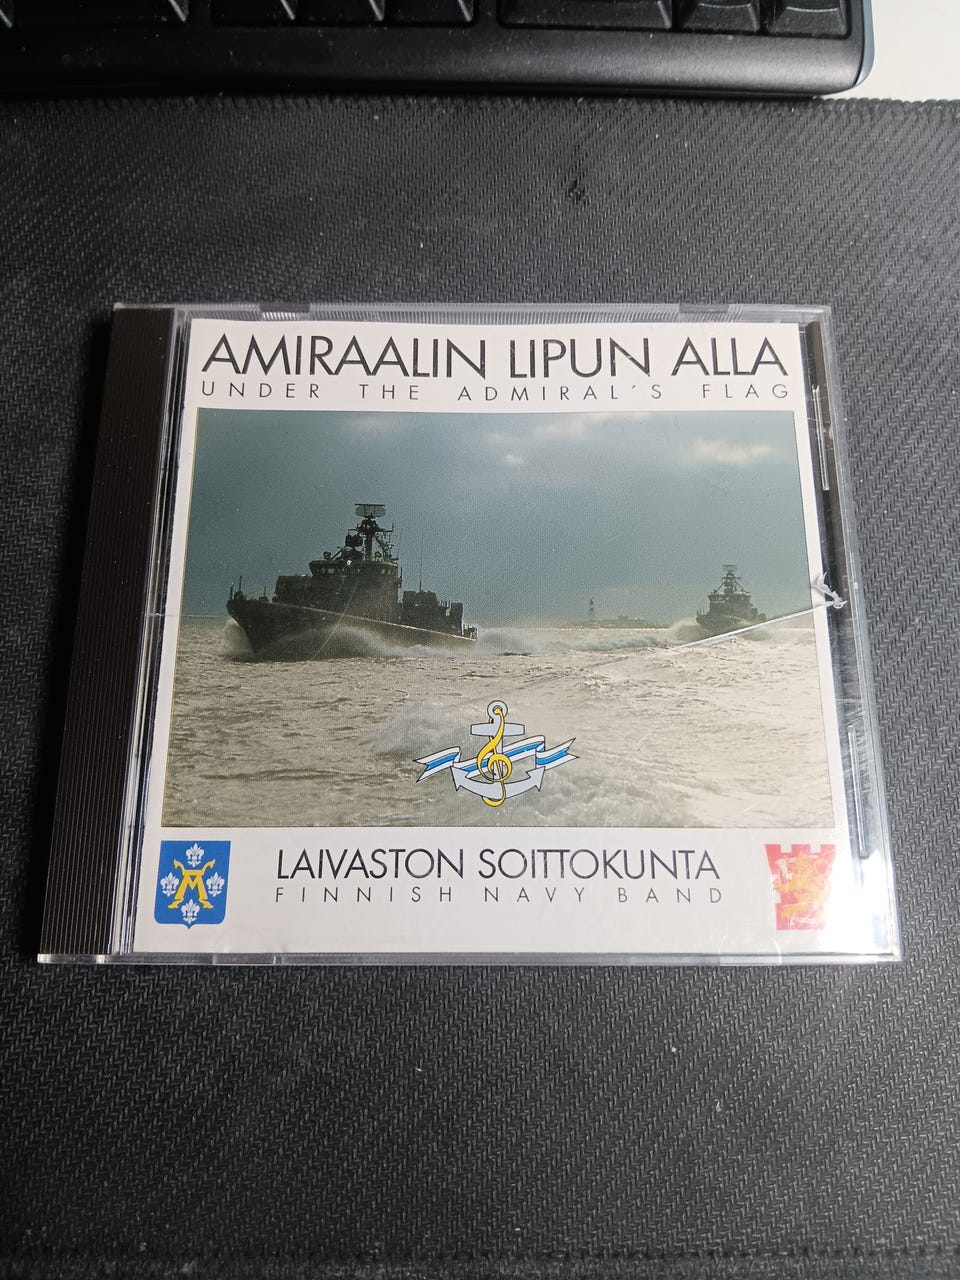 AMIRAALIN LIPUN ALLA
UNDER THE ADMIRAL´S FLAG
LAIVASTON SOITTOKUNTA
FINNISH NAVY BAND